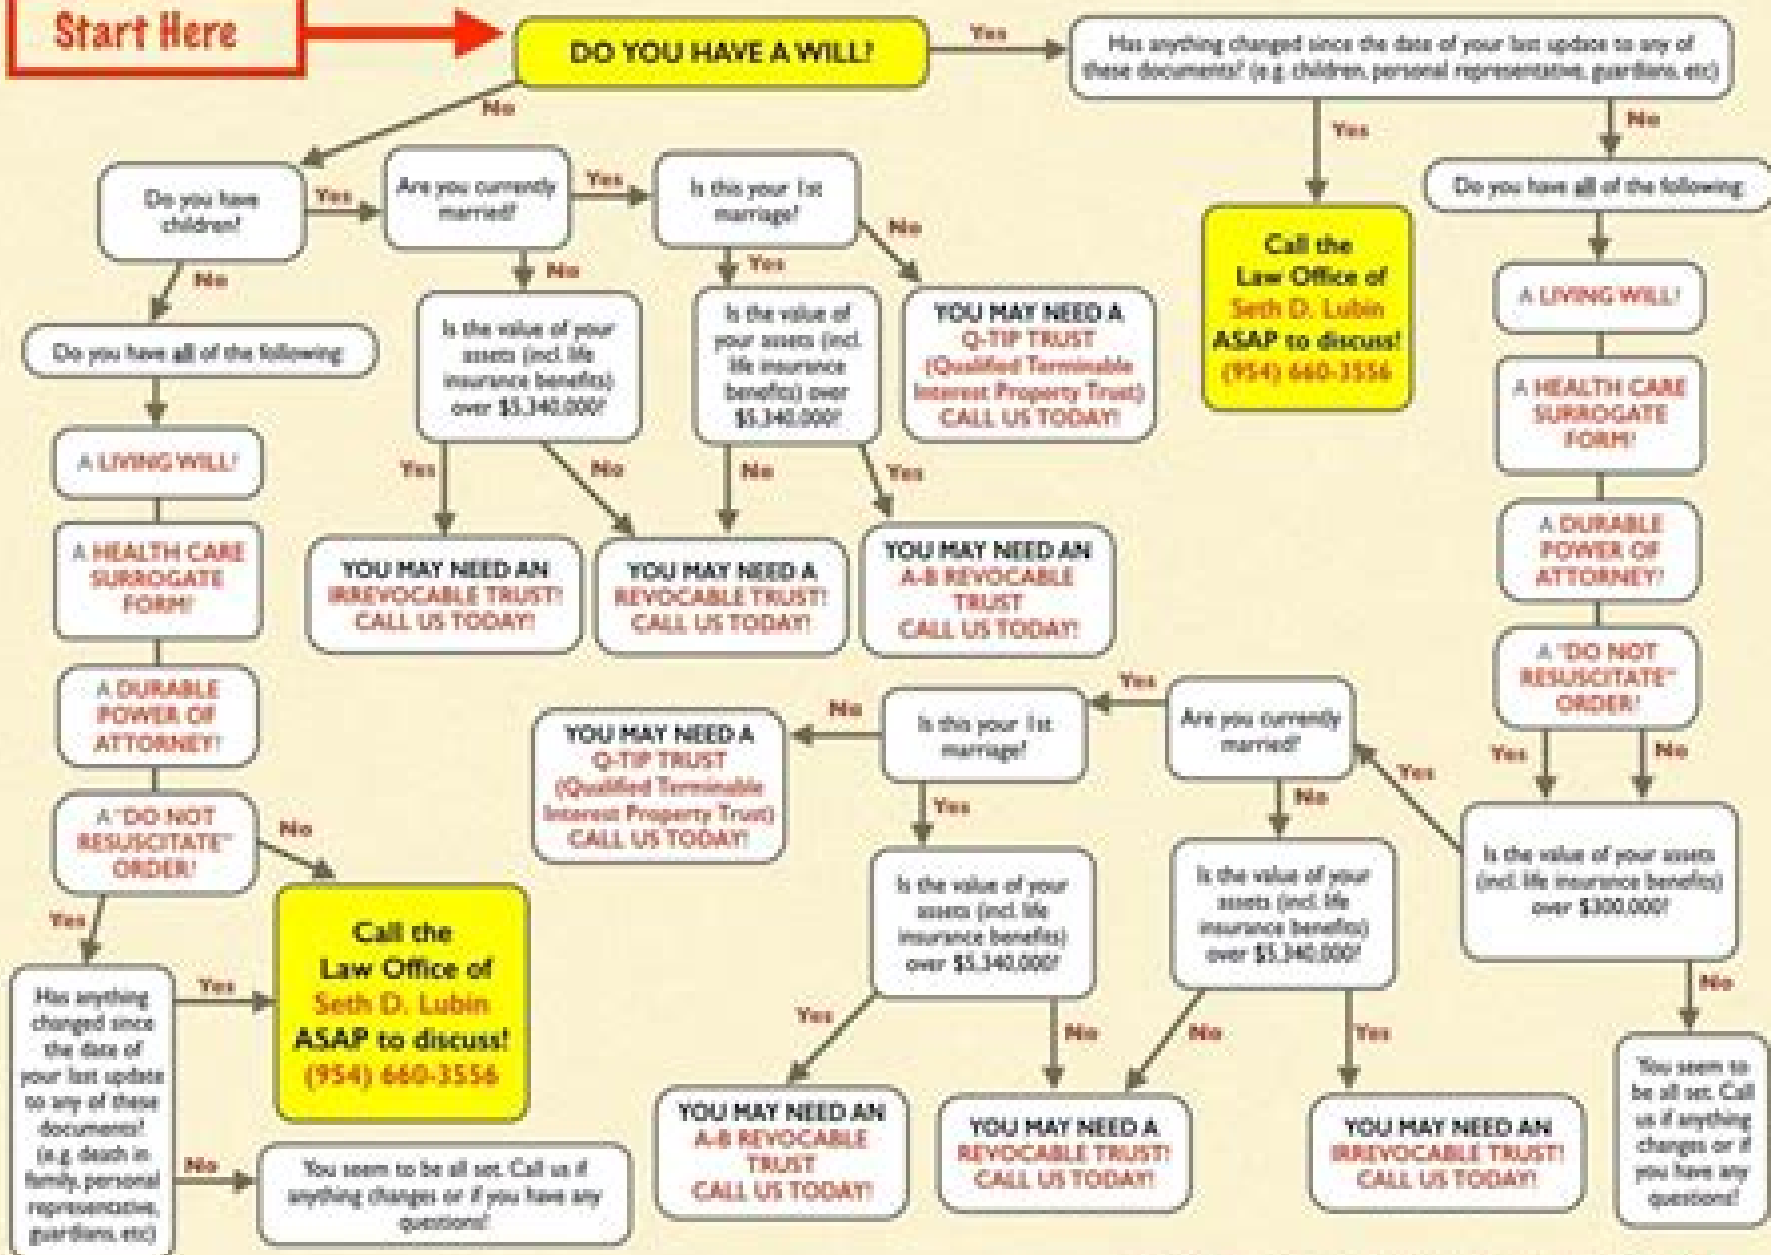 Start Here
DO YOU HAVE A WILL?
Yes
Has anything changed since the date of your last update to any of
these documents? (e.g. children, personal representative, guardians, etc)
No
Yes
No
Do you have
children?
Yes
Are you currently
married?
Yes
Is this your 1st
marriage?
No
Do you have all of the following:
Call the
Law Office of
Seth D. Lubin
ASAP to discuss!
(954) 660-3556
No
No
Yes
Do you have all of the following:
Is the value of your
assets (incl. life
insurance benefits)
over $5,340,000?
Is the value of
your assets (incl.
life insurance
benefits) over
$5,340,000?
YOU MAY NEED A
Q-TIP TRUST
(Qualified Terminable
Interest Property Trust)
CALL US TODAY!
A LIVING WILL?
A HEALTH CARE
SURROGATE
FORM?
A DURABLE
POWER OF
ATTORNEY?
A "DO NOT
RESUSCITATE"
ORDER?
Yes
No
A LIVING WILL?
A HEALTH CARE
SURROGATE
FORM?
A DURABLE
POWER OF
ATTORNEY?
A "DO NOT
RESUSCITATE"
ORDER?
Yes
No
No
Yes
YOU MAY NEED AN
IRREVOCABLE TRUST!
CALL US TODAY!
YOU MAY NEED A
REVOCABLE TRUST!
CALL US TODAY!
YOU MAY NEED AN
A-B REVOCABLE
TRUST
CALL US TODAY!
YOU MAY NEED A
Q-TIP TRUST
(Qualified Terminable
Interest Property Trust)
CALL US TODAY!
No
Is this your 1st
marriage?
Yes
Are you currently
married?
Yes
Is the value of your assets
(incl. life insurance benefits)
over $300,000?
No
Yes
No
Yes
No
Call the
Law Office of
Seth D. Lubin
ASAP to discuss!
(954) 660-3556
Is the value of your
assets (incl. life
insurance benefits)
over $5,340,000?
Is the value of your
assets (incl. life
insurance benefits)
over $5,340,000?
Has anything
changed since
the date of
your last update
to any of these
documents?
(e.g. death in
family, personal
representative,
guardians, etc)
Yes
No
You seem to be all set. Call us if
anything changes or if you have any
questions!
Yes
No
No
Yes
YOU MAY NEED AN
A-B REVOCABLE
TRUST
CALL US TODAY!
YOU MAY NEED A
REVOCABLE TRUST!
CALL US TODAY!
YOU MAY NEED AN
IRREVOCABLE TRUST!
CALL US TODAY!
You seem to
be all set. Call
us if anything
changes or if
you have any
questions!